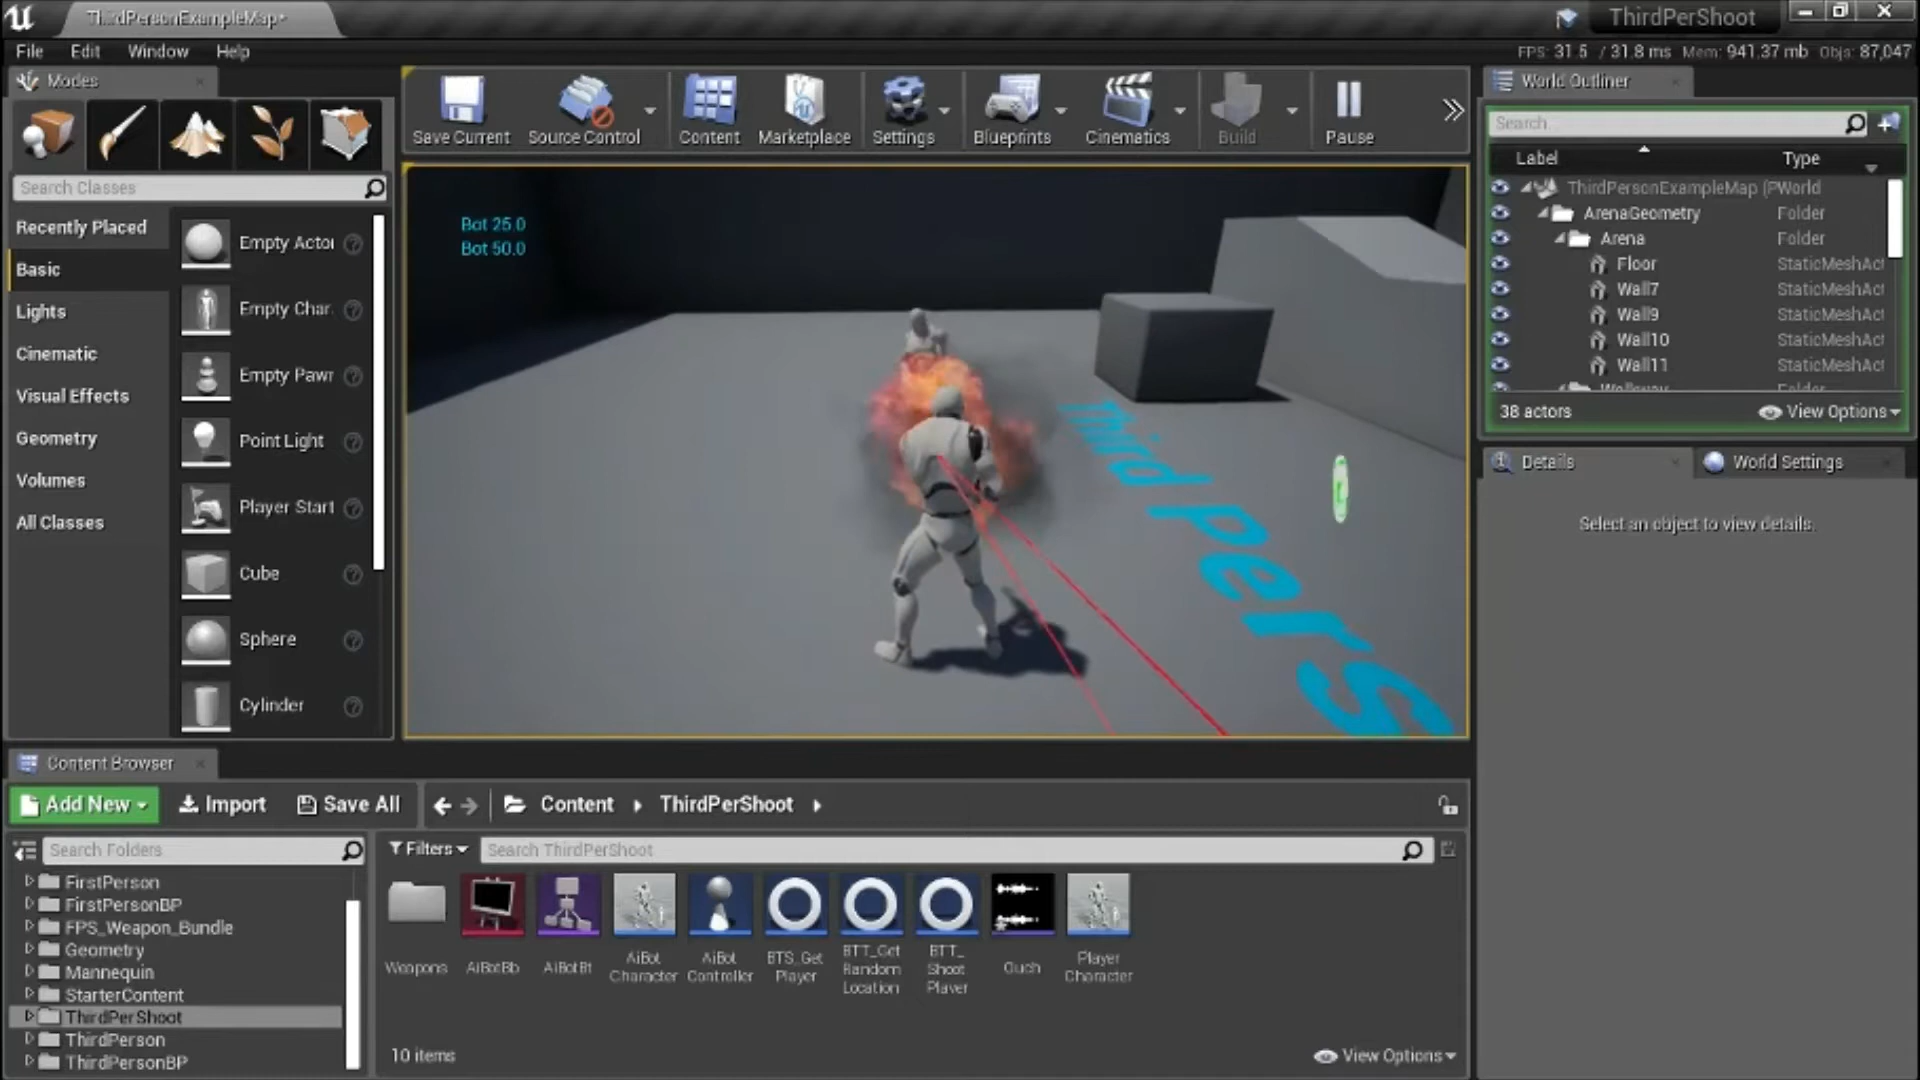 ThirdPersonExampleMap*
ThirdPerShoot
File Edit Window Help
FPS: 31.5 / 31.8 ms Mem: 941.37 mb Objs: 87,047
Modes
World Outliner
Save Current Source Control Content Marketplace Settings Blueprints Cinematics Build Pause
Search
Label Type
Search Classes
Recently Placed
Basic
Lights
Cinematic
Visual Effects
Geometry
Volumes
All Classes
Empty Actor
Empty Char
Empty Pawn
Point Light
Player Start
Cube
Sphere
Cylinder
Bot 25.0
Bot 50.0
Third Pers
ThirdPersonExampleMap (P World
ArenaGeometry Folder
Arena Folder
Floor StaticMeshAct
Wall7 StaticMeshAct
Wall9 StaticMeshAct
Wall10 StaticMeshAct
Wall11 StaticMeshAct
Walkway Folder
38 actors View Options
Details World Settings
Select an object to view details.
Content Browser
Add New Import Save All Content ThirdPerShoot
Search Folders
Filters Search ThirdPerShoot
FirstPerson
FirstPersonBP
FPS_Weapon_Bundle
Geometry
Mannequin
StarterContent
ThirdPerShoot
ThirdPerson
ThirdPersonBP
Weapons
AiBotBb
AiBotBt
AiBot
Character
AiBot
Controller
BTS_Get
Player
BTT_Get
Random
Location
BTT_
Shoot
Player
Ouch
Player
Character
10 items View Options